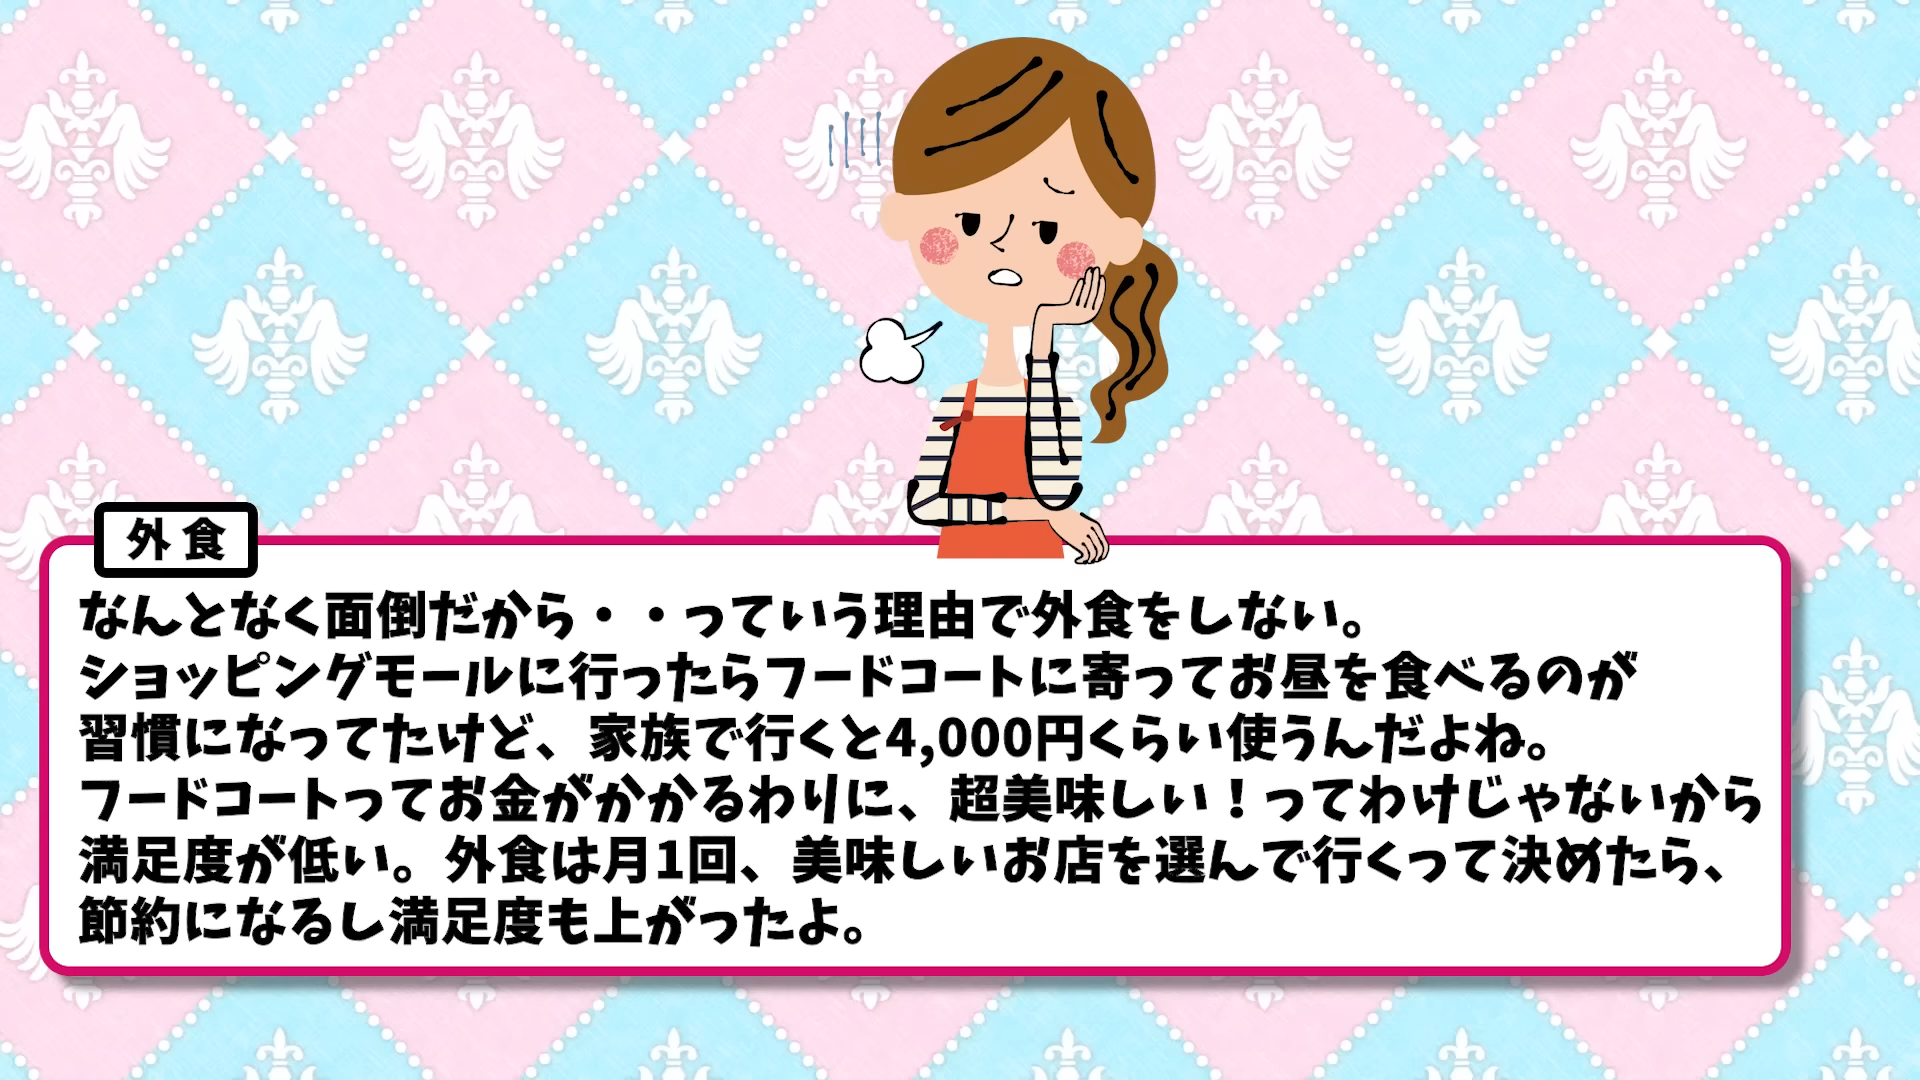 外食
なんとなく面倒だから・・っていう理由で外食をしない。
ショッピングモールに行ったらフードコートに寄ってお昼を食べるのが
習慣になってたけど、家族で行くと4,000円くらい使うんだよね。
フードコートってお金がかかるわりに、超美味しい！ってわけじゃないから
満足度が低い。外食は月1回、美味しいお店を選んで行くって決めたら、
節約になるし満足度も上がったよ。